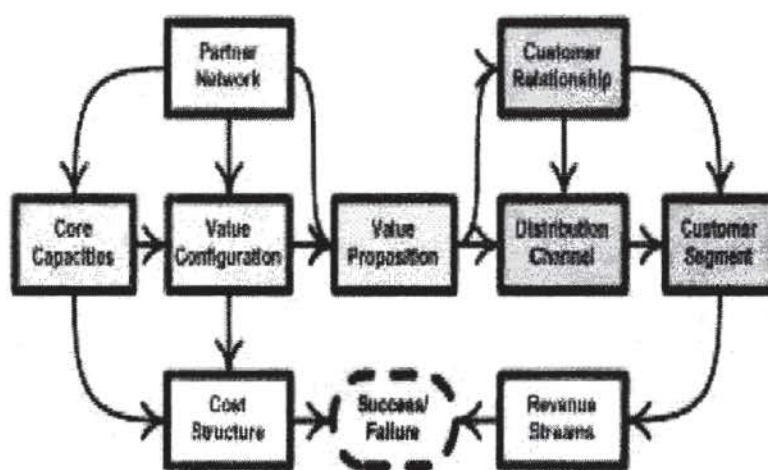 Partner
Network
Customer
Relationship
Core
Capacities
Value
Configuration
Value
Proposition
Distribution
Channel
Customer
Segment
Cost
Structure
Success/
Failure
Revenue
Streams